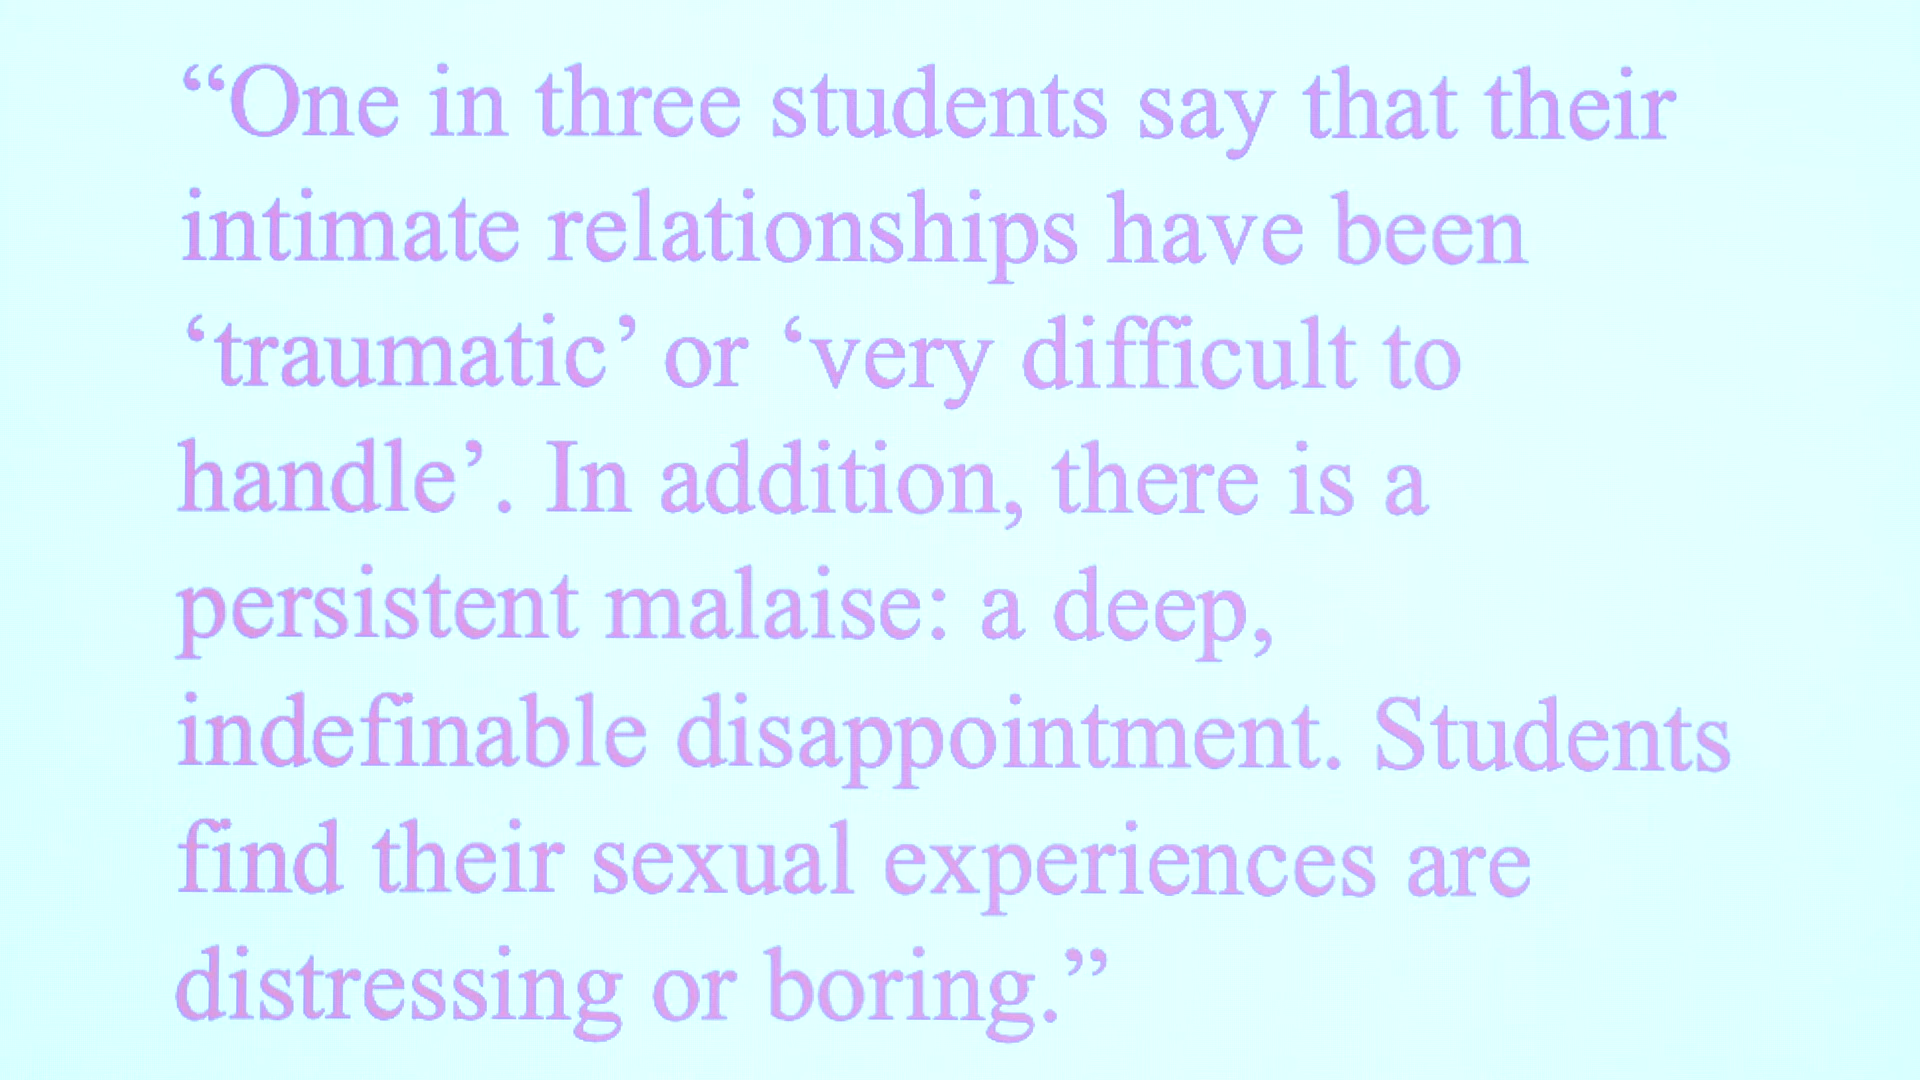 “One in three students say that their
intimate relationships have been
‘traumatic’ or ‘very difficult to
handle’. In addition, there is a
persistent malaise: a deep,
indefinable disappointment. Students
find their sexual experiences are
distressing or boring.”